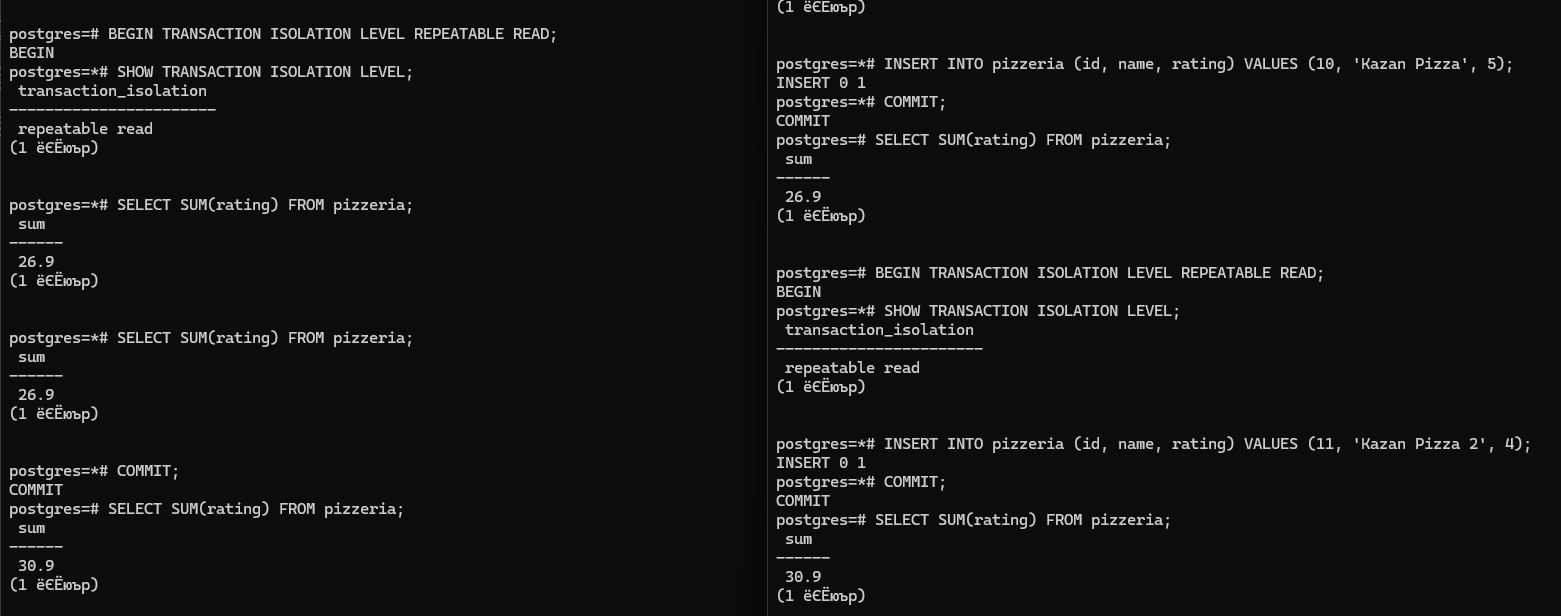 postgres=# BEGIN TRANSACTION ISOLATION LEVEL REPEATABLE READ;
BEGIN
postgres=*# SHOW TRANSACTION ISOLATION LEVEL;
transaction_isolation
-----------------------
repeatable read
(1 ёЄЁюър)
postgres=*# SELECT SUM(rating) FROM pizzeria;
sum
------
26.9
(1 ёЄЁюър)
postgres=*# SELECT SUM(rating) FROM pizzeria;
sum
------
26.9
(1 ёЄЁюър)
postgres=*# COMMIT;
COMMIT
postgres=# SELECT SUM(rating) FROM pizzeria;
sum
------
30.9
(1 ёЄЁюър)
(1 ёЄЁюър)
postgres=*# INSERT INTO pizzeria (id, name, rating) VALUES (10, 'Kazan Pizza', 5);
INSERT 0 1
postgres=*# COMMIT;
COMMIT
postgres=# SELECT SUM(rating) FROM pizzeria;
sum
------
26.9
(1 ёЄЁюър)
postgres=# BEGIN TRANSACTION ISOLATION LEVEL REPEATABLE READ;
BEGIN
postgres=*# SHOW TRANSACTION ISOLATION LEVEL;
transaction_isolation
-----------------------
repeatable read
(1 ёЄЁюър)
postgres=*# INSERT INTO pizzeria (id, name, rating) VALUES (11, 'Kazan Pizza 2', 4);
INSERT 0 1
postgres=*# COMMIT;
COMMIT
postgres=# SELECT SUM(rating) FROM pizzeria;
sum
------
30.9
(1 ёЄЁюър)